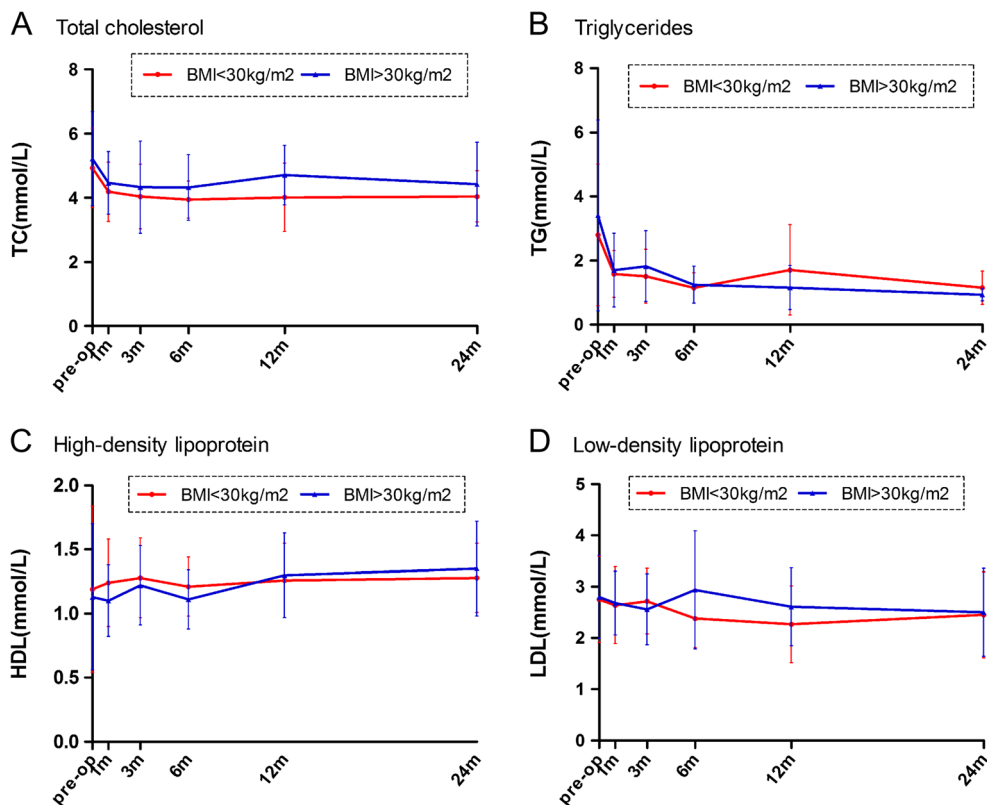 A Total cholesterol
BMI<30kg/m2 BMI>30kg/m2
TC(mmol/L)
8
6
4
2
0
pre-op 1m 3m 6m 12m 24m
B Triglycerides
BMI<30kg/m2 BMI>30kg/m2
TG(mmol/L)
8
6
4
2
0
pre-op 1m 3m 6m 12m 24m
C High-density lipoprotein
BMI<30kg/m2 BMI>30kg/m2
HDL(mmol/L)
2.0
1.5
1.0
0.5
0.0
pre-op 1m 3m 6m 12m 24m
D Low-density lipoprotein
BMI<30kg/m2 BMI>30kg/m2
LDL(mmol/L)
5
4
3
2
1
0
pre-op 1m 3m 6m 12m 24m